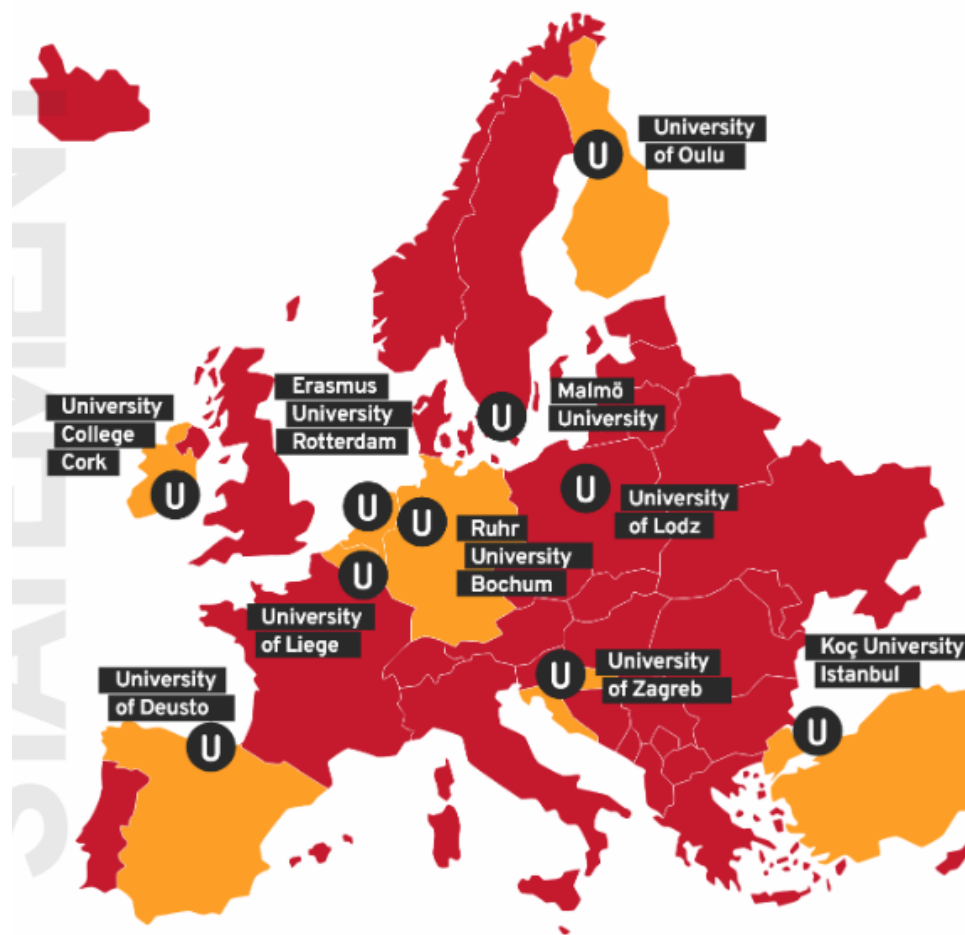 University
of Oulu
Erasmus
University
Rotterdam
Malmö
University
University
College
Cork
U
U
U
U
U
U
U
U
U
U
University
of Lodz
Ruhr
University
Bochum
University
of Liege
University
of Zagreb
Koç University
Istanbul
University
of Deusto